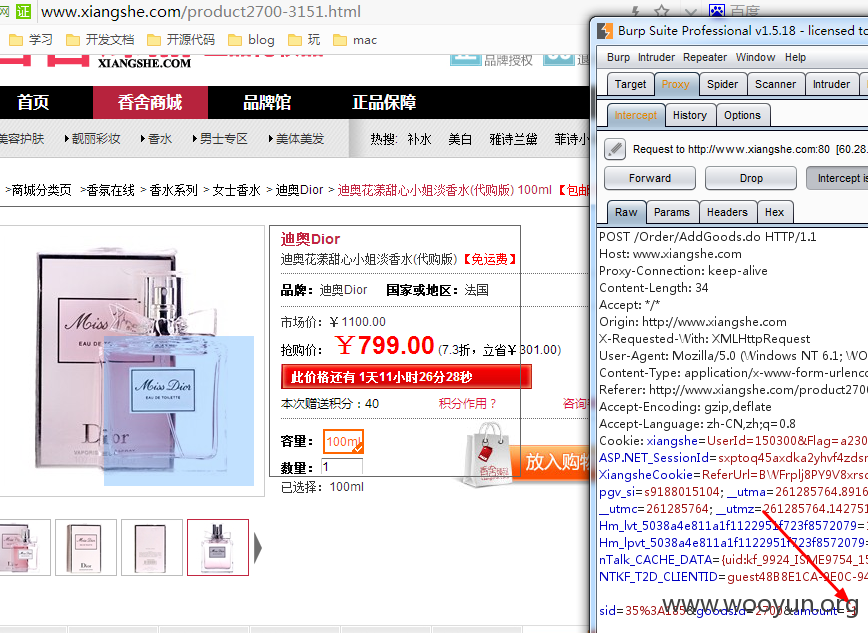 证 www.xiangshe.com/product2700-3151.html
百度
学习 开发文档 开源代码 blog 玩 mac
XIANGSHE.COM
品牌授权
首页 香舍商城 品牌馆 正品保障
美容护肤 靓丽彩妆 香水 男士专区 美体美发 热搜: 补水 美白 雅诗兰黛 菲诗小
>商城分类页 >香氛在线 > 香水系列 > 女士香水 > 迪奥Dior > 迪奥花漾甜心小姐淡香水(代购版) 100ml【包邮
迪奥Dior
迪奥花漾甜心小姐淡香水(代购版) 【免运费】
品牌: 迪奥Dior 国家或地区: 法国
市场价: ¥1100.00
抢购价: ¥799.00 (7.3折，立省¥301.00)
此价格还有 1天11小时26分28秒
本次赠送积分: 40 积分作用？ 咨询
容量: 100ml
数量: 1
已选择: 100ml
放入购物
Miss Dior
EAU DE TOILETTE
Burp Suite Professional v1.5.18 - licensed to
Burp Intruder Repeater Window Help
Target Proxy Spider Scanner Intruder
Intercept History Options
Request to http://www.xiangshe.com:80 [60.28.
Forward Drop Intercept is
Raw Params Headers Hex
POST /Order/AddGoods.do HTTP/1.1
Host: www.xiangshe.com
Proxy-Connection: keep-alive
Content-Length: 34
Accept: */*
Origin: http://www.xiangshe.com
X-Requested-With: XMLHttpRequest
User-Agent: Mozilla/5.0 (Windows NT 6.1; WO
Content-Type: application/x-www-form-urlenco
Referer: http://www.xiangshe.com/product2700
Accept-Encoding: gzip,deflate
Accept-Language: zh-CN,zh;q=0.8
Cookie: xiangshe=UserId=150300&Flag=a230
ASP.NET_SessionId=sxptoq45axdka2yhvf4zdsr
XiangsheCookie=ReferUrl=BWFrplj8PY9V8xrso
pgv_si=s9188015104; __utma=261285764.8916
__utmc=261285764; __utmz=261285764.142751
Hm_lvt_5038a4e811a1f1122951f723f8572079=
Hm_lpvt_5038a4e811a1f1122951f723f8572079=
nTalk_CACHE_DATA={uid:kf_9924_ISME9754_15
NTKF_T2D_CLIENTID=guest48B8E1CA-9E0C-94
sid=35%3A185&goodsId=2700&amount=
www.wooyun.org